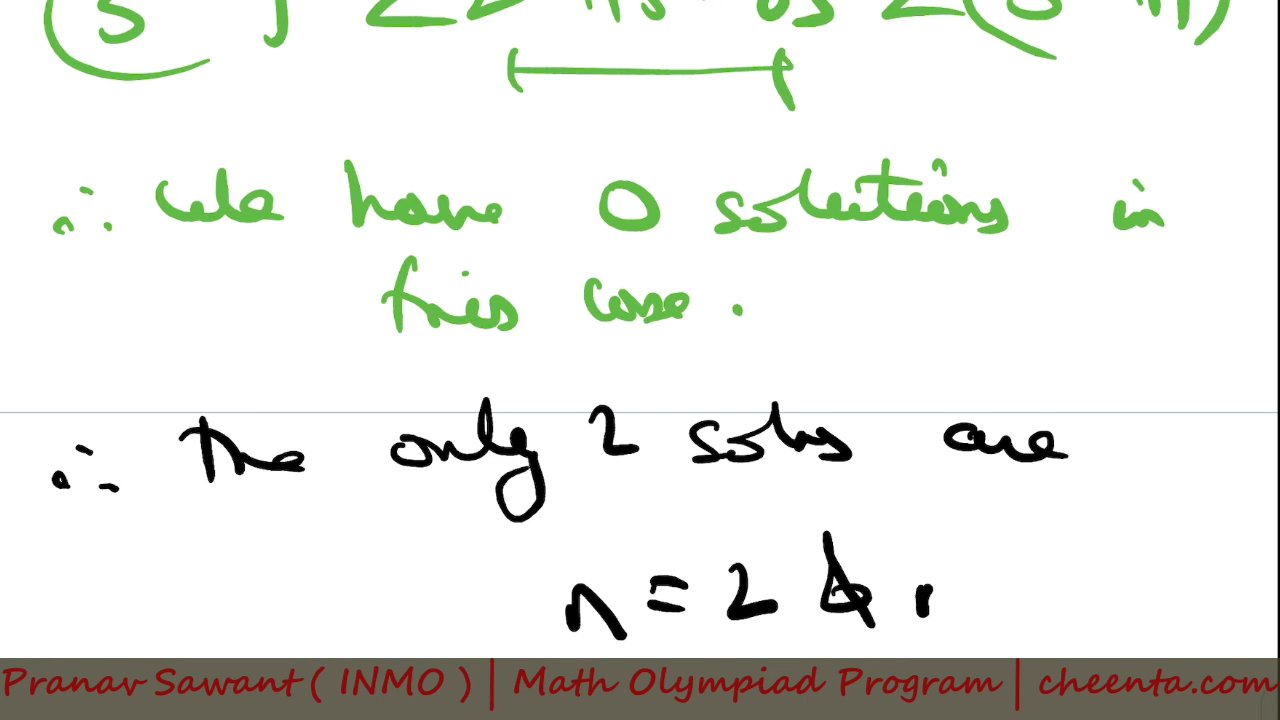 ∴ We have 0 solutions in
this case.
∴ The only 2 solns are
n = 2 &
Pranav Sawant ( INMO ) | Math Olympiad Program | cheenta.com